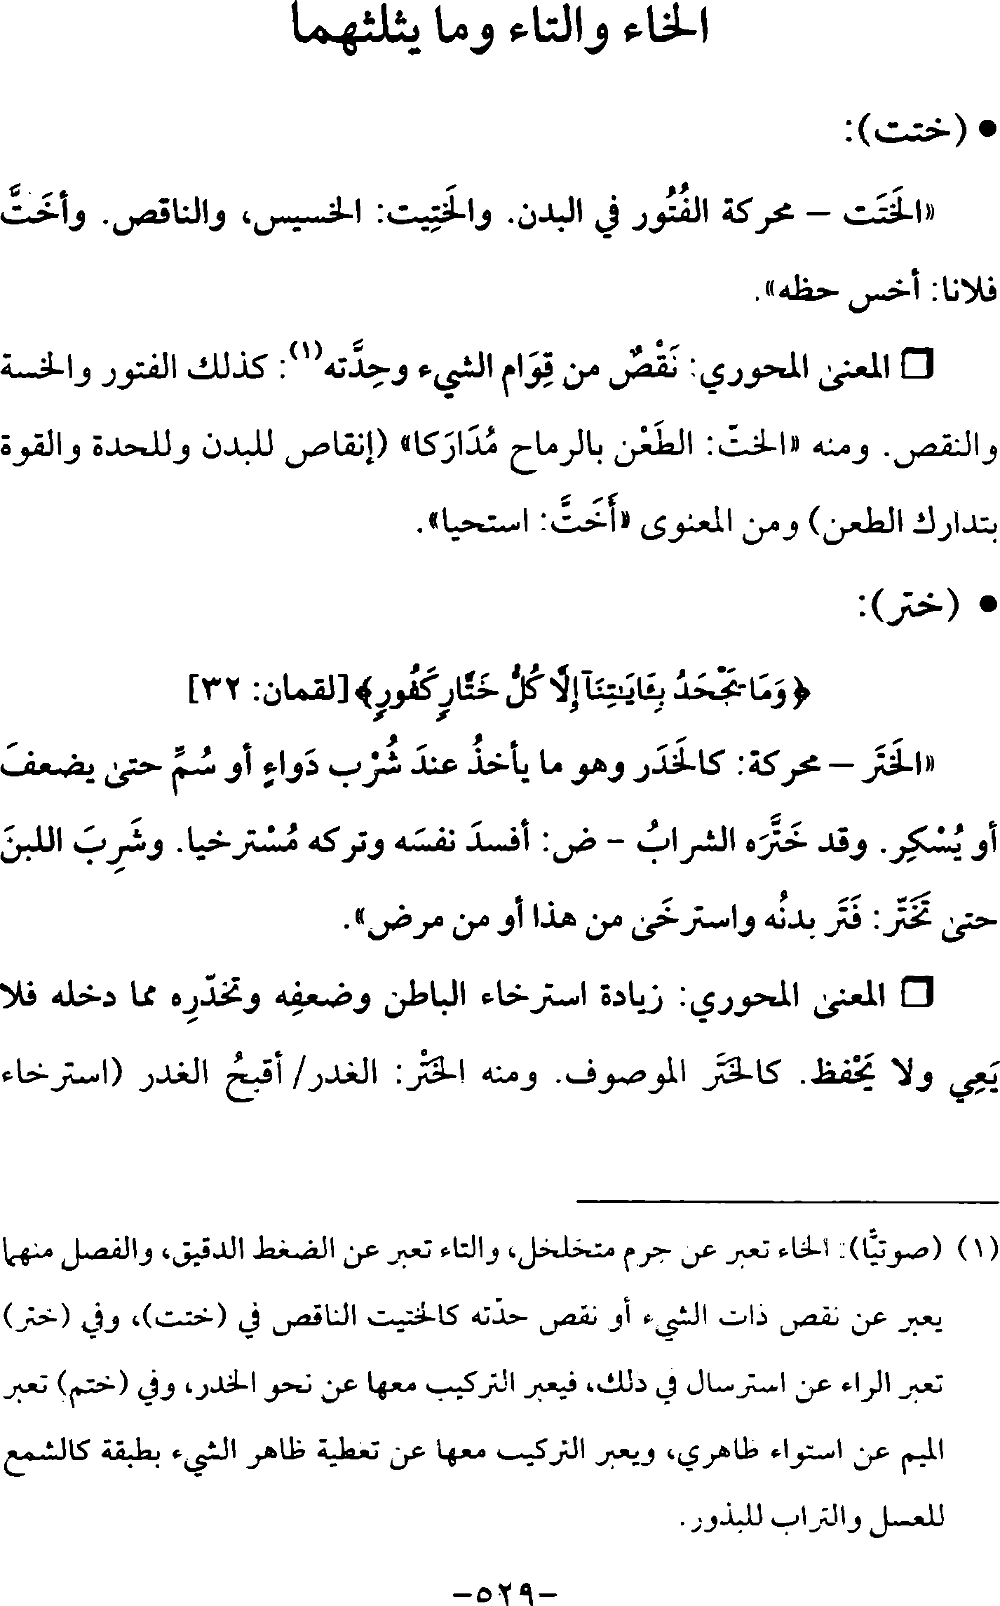 الخاء والتاء وما يثلثهما
• (ختت):
«الخَتَت – محركة الفُتُور في البدن. والخَتِيت: الخسيس، والناقص. وأخَتَّ
فلانا: أخس حظه».
❑ المعنى المحوري: نَقْصٌ من قِوَام الشيء وحِدَّته(١): كذلك الفتور والخسة
والنقص. ومنه «الختّ: الطَعْن بالرماح مُدَارَكا» (إنقاص للبدن وللحدة والقوة
بتدارك الطعن) ومن المعنوى «أَخَتَّ: استحيا».
• (ختر):
﴿وَمَا يَجْحَدُ بِـَٔايَـٰتِنَآ إِلَّا كُلُّ خَتَّارٍ كَفُورٍ﴾ [لقمان: ٣٢]
«الخَتَر – محركة: كالخَدَر وهو ما يأخذُ عندَ شُرْب دَواءٍ أو سُمٍّ حتى يضعفَ
أو يُسْكِر. وقد خَتَّرَه الشرابُ – ض: أفسدَ نفسَه وتركه مُسْترخيا. وشَرِبَ اللبنَ
حتى تَخَتَّر: فَتَر بدنُه واسترخَى من هذا أو من مرض».
❑ المعنى المحوري: زيادة استرخاء الباطن وضعفِه وتخدّرِه مما دخله فلا
يَعِي ولا يَحْفظ. كالخَتَر الموصوف. ومنه الخَتْر: الغدر/ أقبحُ الغدر (استرخاء
(١) (صوتيًّا): الخاء تعبر عن جرم متخلخل، والتاء تعبر عن الضغط الدقيق، والفصل منهما
يعبر عن نقص ذات الشيء أو نقص حدّته كالختيت الناقص في (ختت)، وفي (ختر)
تعبر الراء عن استرسال في ذلك، فيعبر التركيب معها عن نحو الخدر، وفي (ختم) تعبر
الميم عن استواء ظاهري، ويعبر التركيب معها عن تغطية ظاهر الشيء بطبقة كالشمع
للعسل والتراب للبذور.
–٥٢٩–